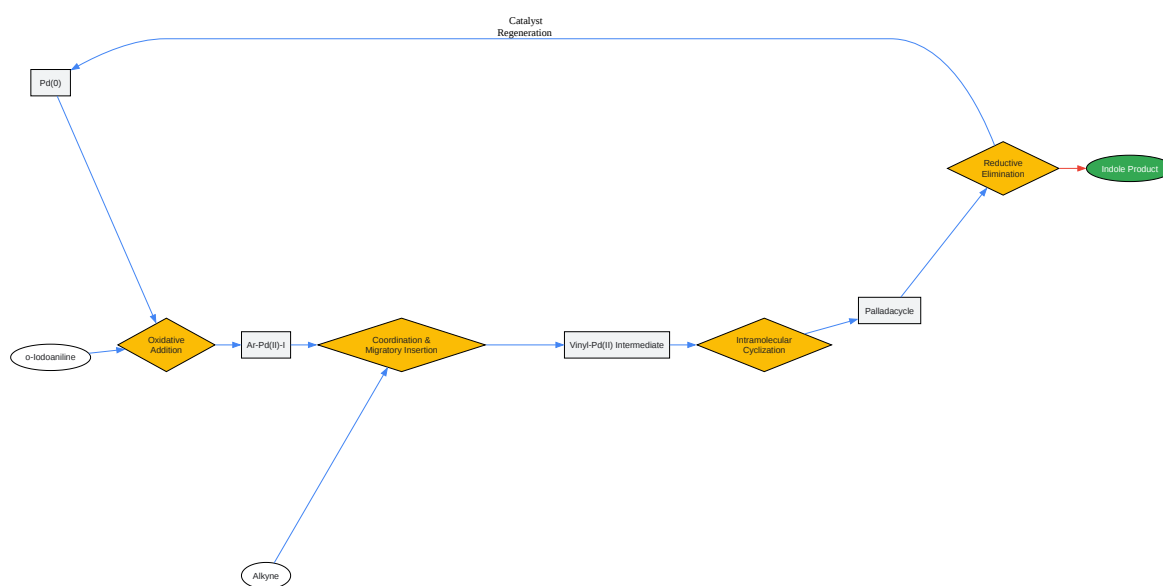 Catalyst
Regeneration
Pd(0)
Reductive
Elimination
Indole Product
Palladacycle
o-Iodoaniline
Oxidative
Addition
Ar-Pd(II)-I
Coordination &
Migratory Insertion
Vinyl-Pd(II) Intermediate
Intramolecular
Cyclization
Alkyne